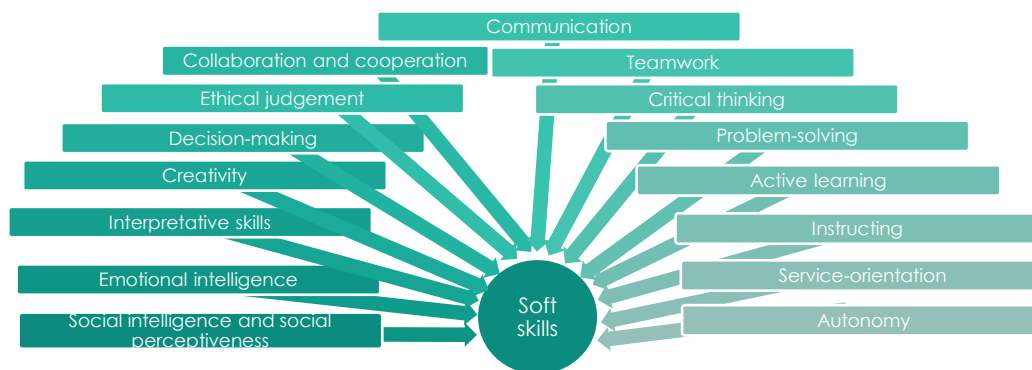 Communication
Collaboration and cooperation
Teamwork
Ethical judgement
Critical thinking
Decision-making
Problem-solving
Creativity
Active learning
Interpretative skills
Instructing
Emotional intelligence
Service-orientation
Social intelligence and social
perceptiveness
Autonomy
Soft
skills